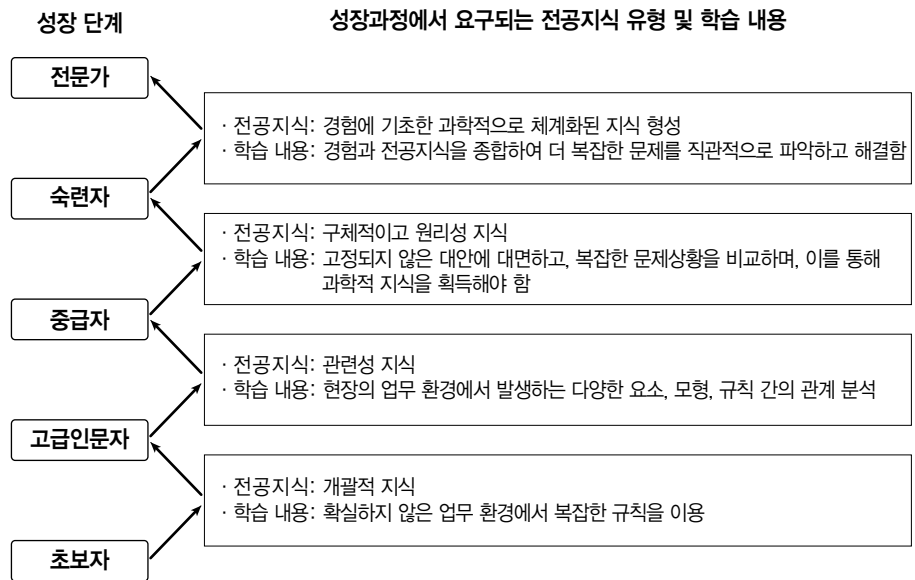 성장 단계
성장과정에서 요구되는 전공지식 유형 및 학습 내용
전문가
· 전공지식: 경험에 기초한 과학적으로 체계화된 지식 형성
· 학습 내용: 경험과 전공지식을 종합하여 더 복잡한 문제를 직관적으로 파악하고 해결함
숙련자
· 전공지식: 구체적이고 원리성 지식
· 학습 내용: 고정되지 않은 대안에 대면하고, 복잡한 문제상황을 비교하며, 이를 통해
과학적 지식을 획득해야 함
중급자
· 전공지식: 관련성 지식
· 학습 내용: 현장의 업무 환경에서 발생하는 다양한 요소, 모형, 규칙 간의 관계 분석
고급인문자
· 전공지식: 개괄적 지식
· 학습 내용: 확실하지 않은 업무 환경에서 복잡한 규칙을 이용
초보자